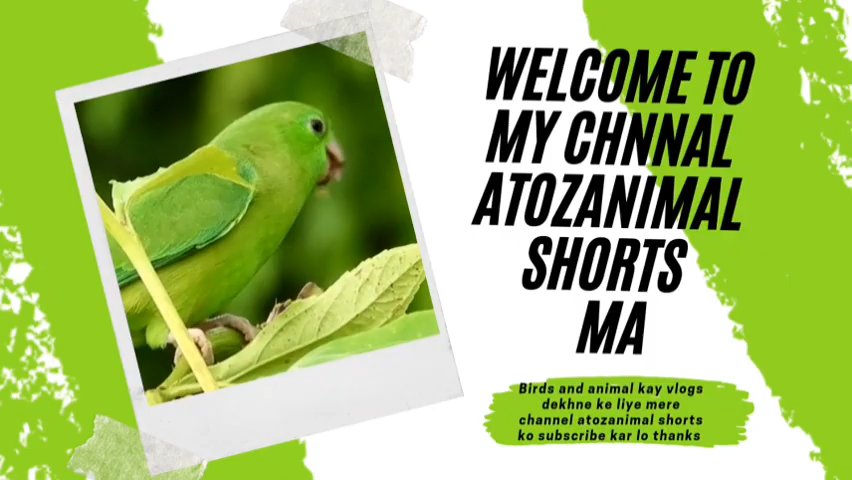 WELCOME TO
MY CHNNAL
ATOZANIMAL
SHORTS
MA
Birds and animal kay vlogs
dekhne ke liye mere
channel atozanimal shorts
ko subscribe kar lo thanks